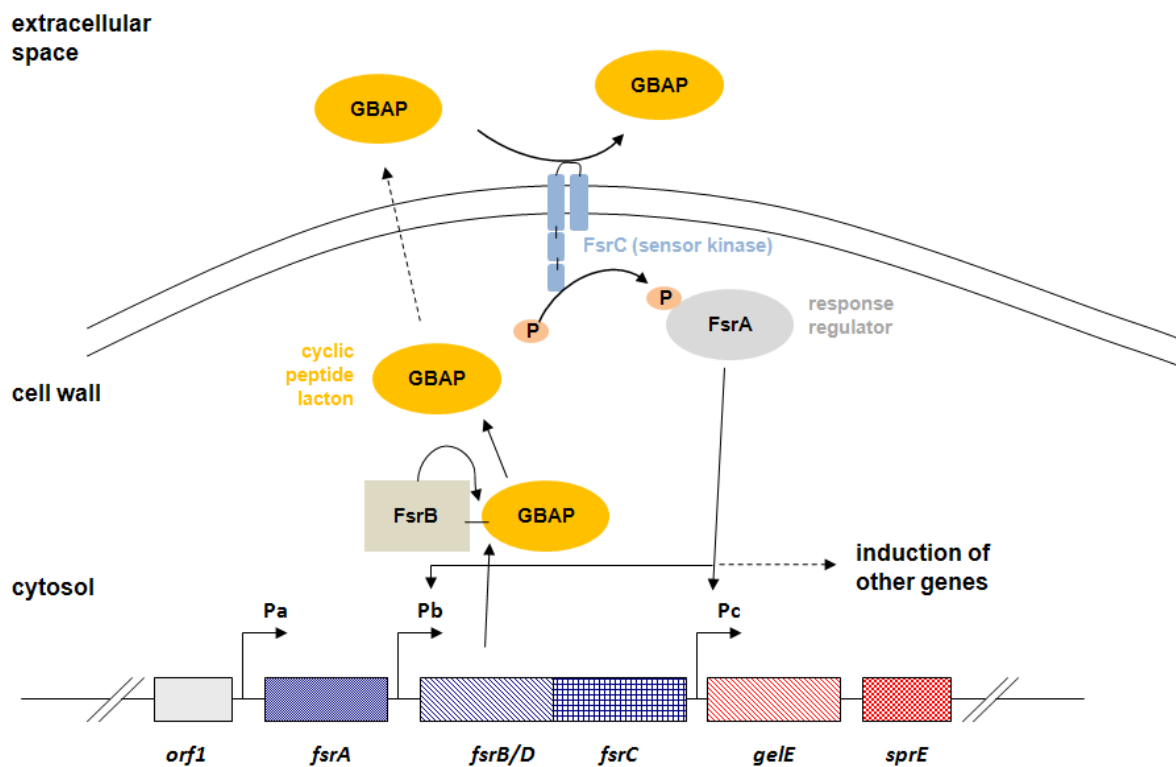 extracellular
space
GBAP
GBAP
FsrC (sensor kinase)
P
P
FsrA
response
regulator
cyclic
peptide
lacton
GBAP
cell wall
FsrB
GBAP
induction of
other genes
cytosol
Pa
Pb
Pc
orf1
fsrA
fsrB/D
fsrC
gelE
sprE